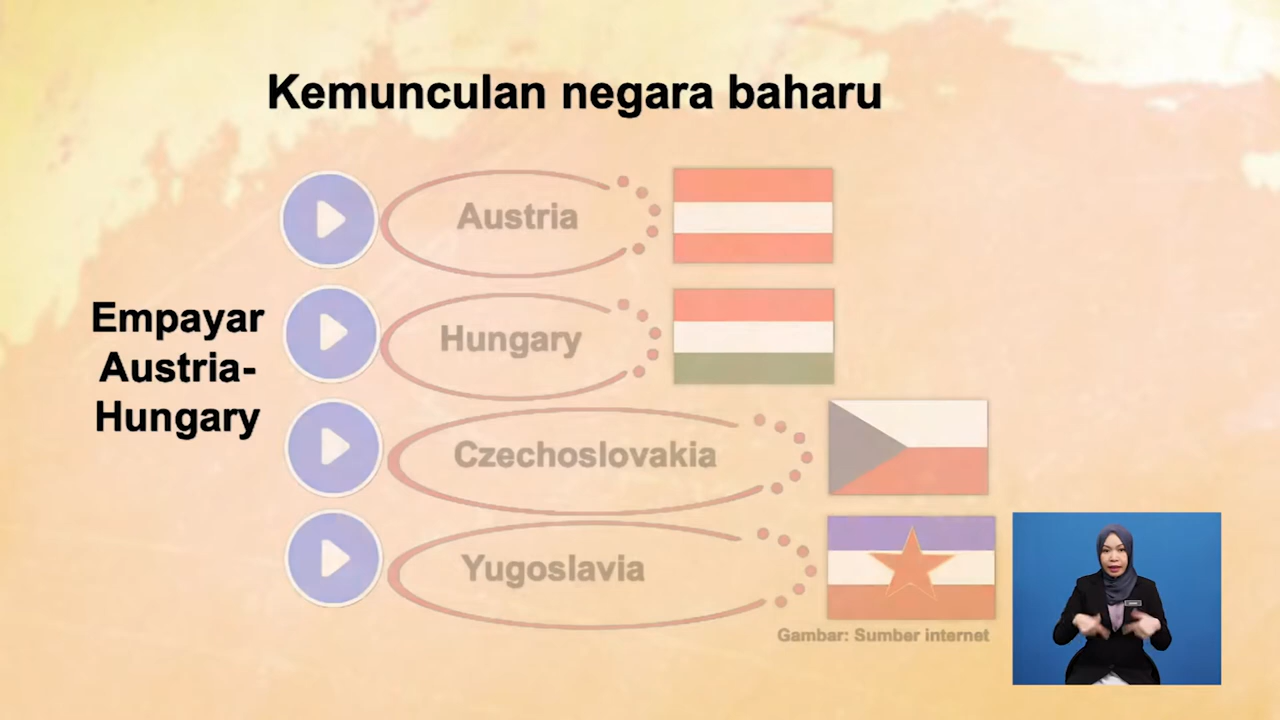 Kemunculan negara baharu
Empayar
Austria-
Hungary
Austria
Hungary
Czechoslovakia
Yugoslavia
Gambar: Sumber internet